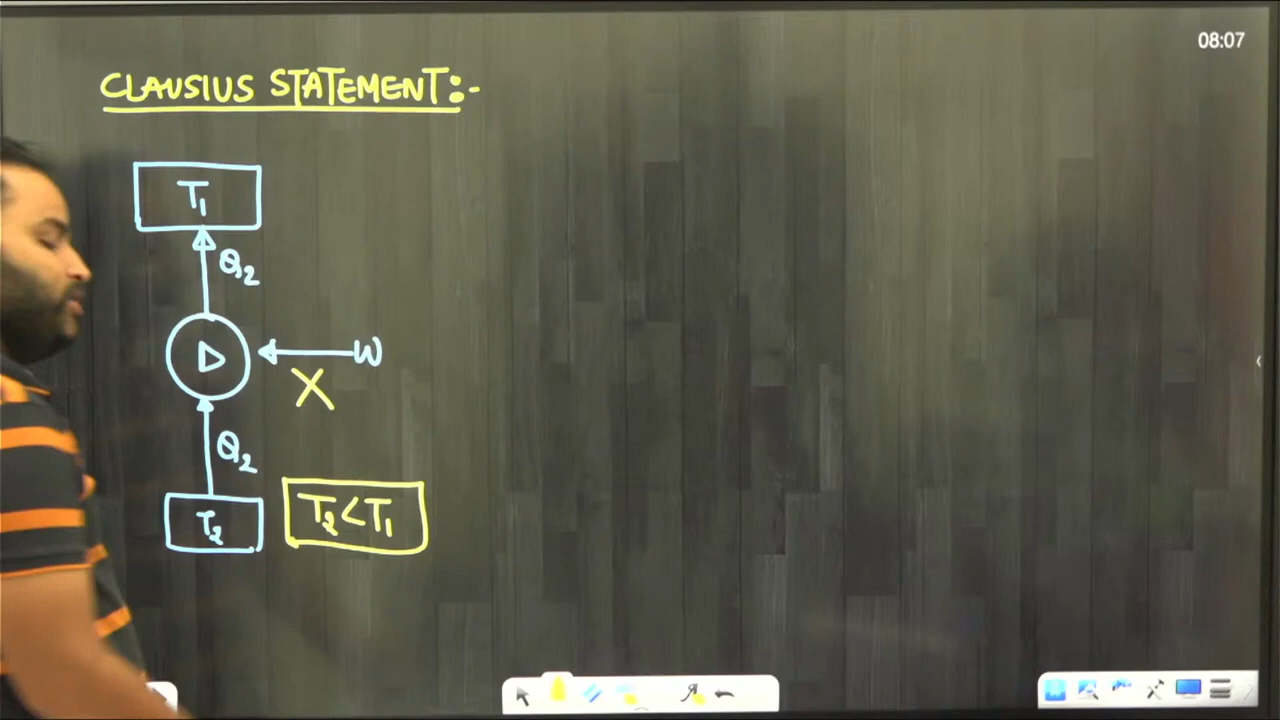 08:07
CLAUSIUS STATEMENT:-
T₁
Q₂
W
X
Q₂
T₂
T₂<T₁